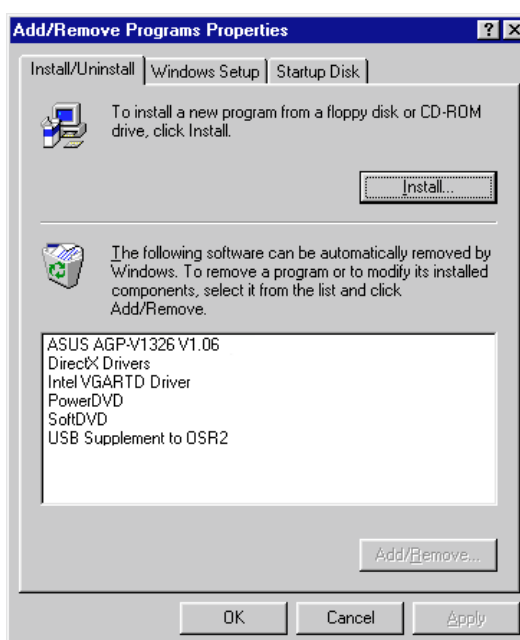 Add/Remove Programs Properties
Install/Uninstall
Windows Setup
Startup Disk
To install a new program from a floppy disk or CD-ROM
drive, click Install.
Install...
The following software can be automatically removed by
Windows. To remove a program or to modify its installed
components, select it from the list and click
Add/Remove.
ASUS AGP-V1326 V1.06
DirectX Drivers
Intel VGARTD Driver
PowerDVD
SoftDVD
USB Supplement to OSR2
Add/Remove...
OK
Cancel
Apply